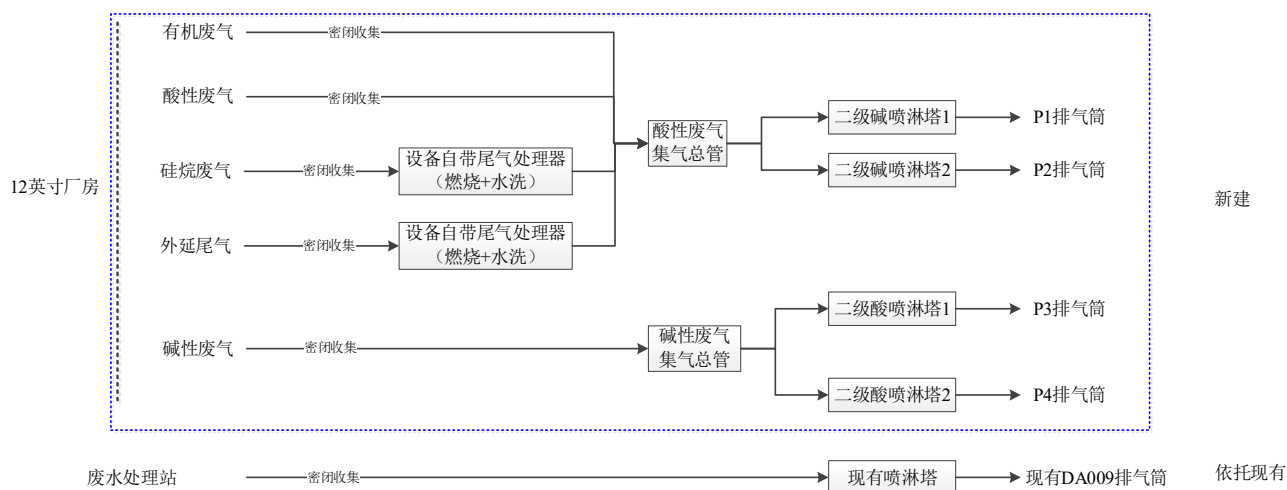 有机废气
密闭收集
酸性废气
密闭收集
酸性废气
集气总管
二级碱喷淋塔1
P1排气筒
硅烷废气
密闭收集
设备自带尾气处理器
（燃烧+水洗）
二级碱喷淋塔2
P2排气筒
12英寸厂房
新建
外延尾气
密闭收集
设备自带尾气处理器
（燃烧+水洗）
碱性废气
密闭收集
碱性废气
集气总管
二级酸喷淋塔1
P3排气筒
二级酸喷淋塔2
P4排气筒
废水处理站
密闭收集
现有喷淋塔
现有DA009排气筒
依托现有